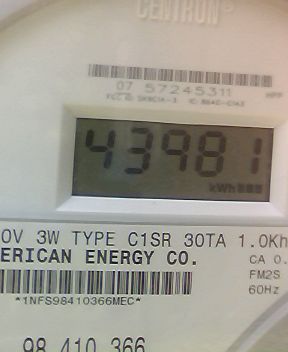 CENTRON®
07 57245311
43981
kWh
0V 3W TYPE C1SR 30TA 1.0Kh
ERICAN ENERGY CO.
CA 0.
FM2S
60Hz
*1NFS98410366MEC*
98 410 366